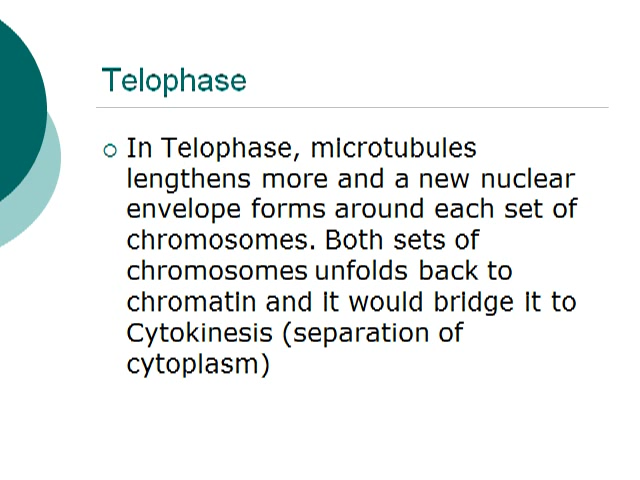 Telophase
In Telophase, microtubules
lengthens more and a new nuclear
envelope forms around each set of
chromosomes. Both sets of
chromosomes unfolds back to
chromatin and it would bridge it to
Cytokinesis (separation of
cytoplasm)